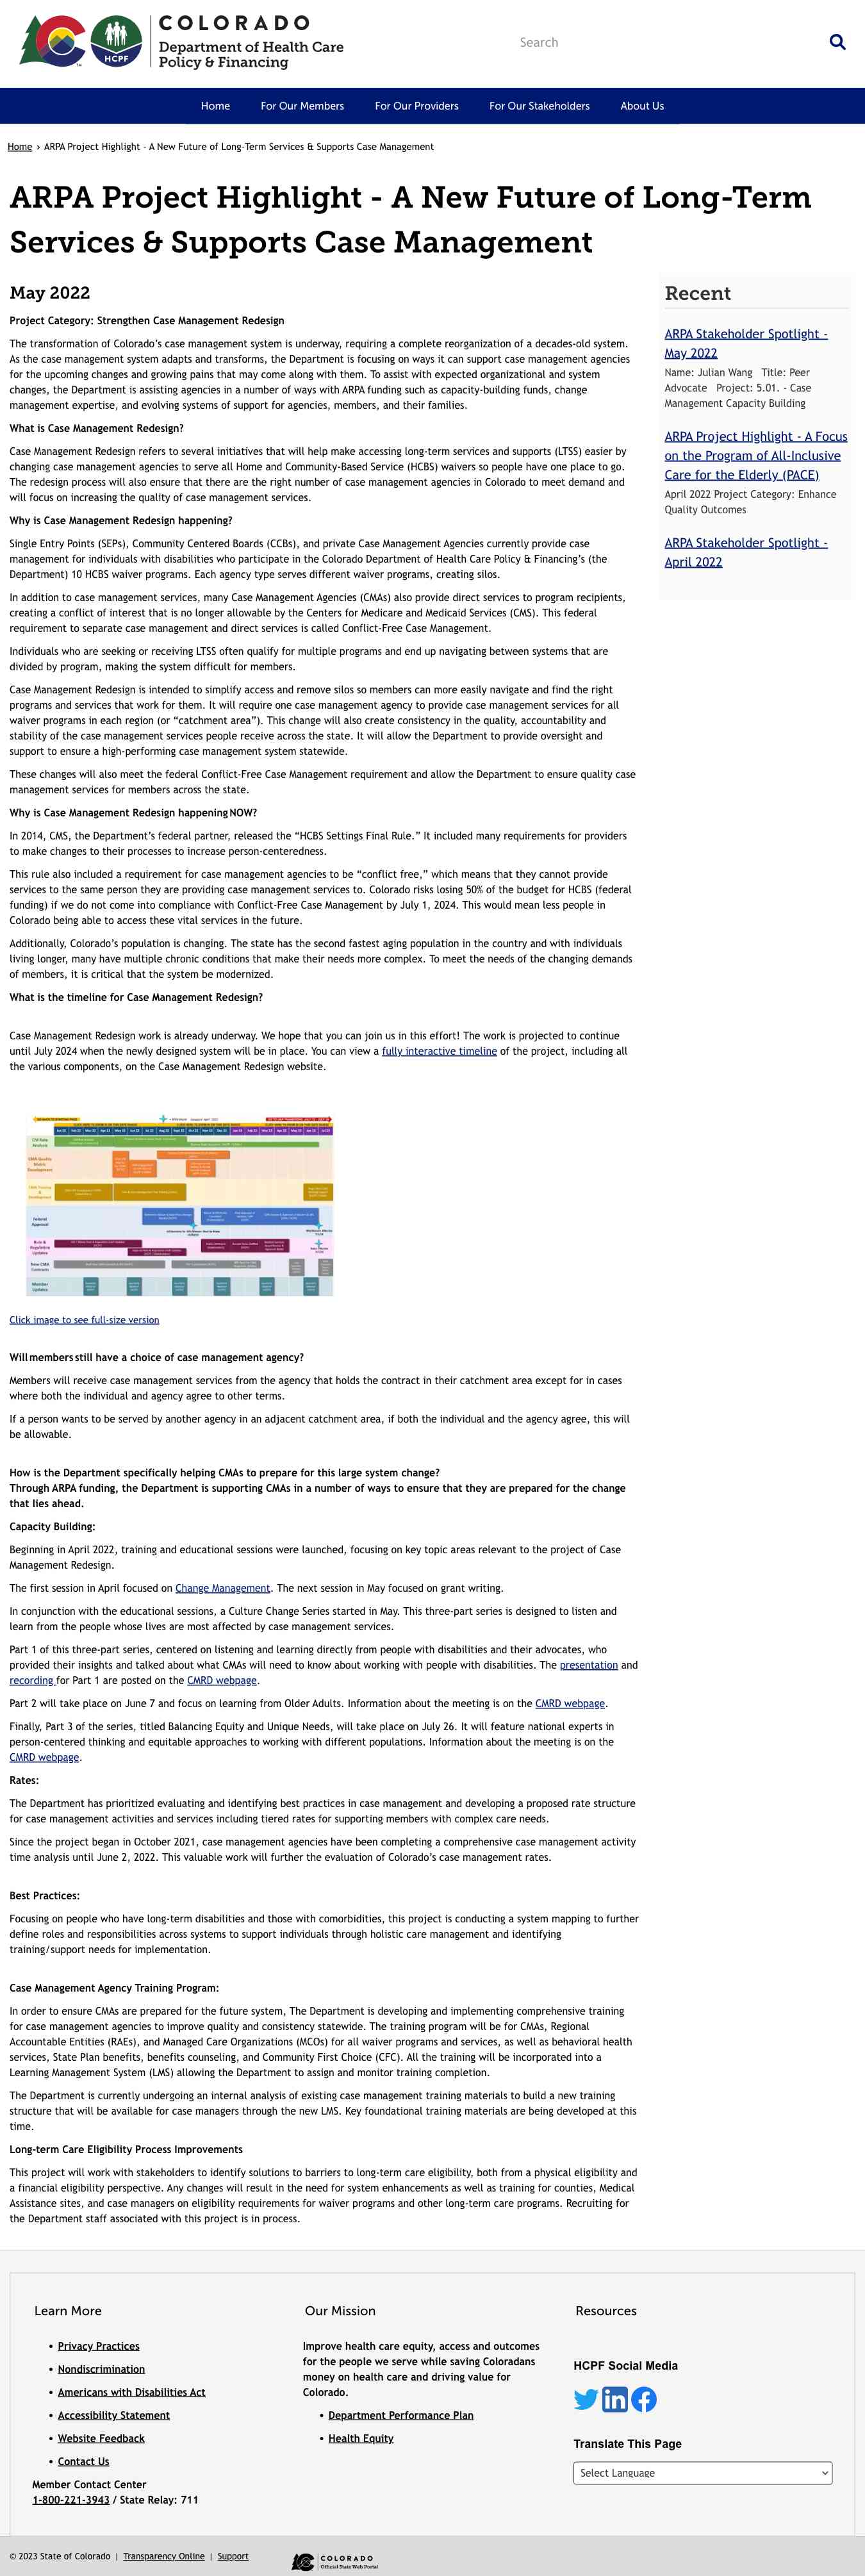 COLORADO
Department of Health Care
Policy & Financing
HCPF
Search
Home
For Our Members
For Our Providers
For Our Stakeholders
About Us
Home › ARPA Project Highlight - A New Future of Long-Term Services & Supports Case Management
ARPA Project Highlight - A New Future of Long-Term
Services & Supports Case Management
May 2022
Project Category: Strengthen Case Management Redesign
The transformation of Colorado’s case management system is underway, requiring a complete reorganization of a decades-old system.
As the case management system adapts and transforms, the Department is focusing on ways it can support case management agencies
for the upcoming changes and growing pains that may come along with them. To assist with expected organizational and system
changes, the Department is assisting agencies in a number of ways with ARPA funding such as capacity-building funds, change
management expertise, and evolving systems of support for agencies, members, and their families.
What is Case Management Redesign?
Case Management Redesign refers to several initiatives that will help make accessing long-term services and supports (LTSS) easier by
changing case management agencies to serve all Home and Community-Based Service (HCBS) waivers so people have one place to go.
The redesign process will also ensure that there are the right number of case management agencies in Colorado to meet demand and
will focus on increasing the quality of case management services.
Why is Case Management Redesign happening?
Single Entry Points (SEPs), Community Centered Boards (CCBs), and private Case Management Agencies currently provide case
management for individuals with disabilities who participate in the Colorado Department of Health Care Policy & Financing’s (the
Department) 10 HCBS waiver programs. Each agency type serves different waiver programs, creating silos.
In addition to case management services, many Case Management Agencies (CMAs) also provide direct services to program recipients,
creating a conflict of interest that is no longer allowable by the Centers for Medicare and Medicaid Services (CMS). This federal
requirement to separate case management and direct services is called Conflict-Free Case Management.
Individuals who are seeking or receiving LTSS often qualify for multiple programs and end up navigating between systems that are
divided by program, making the system difficult for members.
Case Management Redesign is intended to simplify access and remove silos so members can more easily navigate and find the right
programs and services that work for them. It will require one case management agency to provide case management services for all
waiver programs in each region (or “catchment area”). This change will also create consistency in the quality, accountability and
stability of the case management services people receive across the state. It will allow the Department to provide oversight and
support to ensure a high-performing case management system statewide.
These changes will also meet the federal Conflict-Free Case Management requirement and allow the Department to ensure quality case
management services for members across the state.
Why is Case Management Redesign happening NOW?
In 2014, CMS, the Department’s federal partner, released the “HCBS Settings Final Rule.” It included many requirements for providers
to make changes to their processes to increase person-centeredness.
This rule also included a requirement for case management agencies to be “conflict free,” which means that they cannot provide
services to the same person they are providing case management services to. Colorado risks losing 50% of the budget for HCBS (federal
funding) if we do not come into compliance with Conflict-Free Case Management by July 1, 2024. This would mean less people in
Colorado being able to access these vital services in the future.
Additionally, Colorado’s population is changing. The state has the second fastest aging population in the country and with individuals
living longer, many have multiple chronic conditions that make their needs more complex. To meet the needs of the changing demands
of members, it is critical that the system be modernized.
What is the timeline for Case Management Redesign?
Case Management Redesign work is already underway. We hope that you can join us in this effort! The work is projected to continue
until July 2024 when the newly designed system will be in place. You can view a fully interactive timeline of the project, including all
the various components, on the Case Management Redesign website.
Click image to see full-size version
Will members still have a choice of case management agency?
Members will receive case management services from the agency that holds the contract in their catchment area except for in cases
where both the individual and agency agree to other terms.
If a person wants to be served by another agency in an adjacent catchment area, if both the individual and the agency agree, this will
be allowable.
How is the Department specifically helping CMAs to prepare for this large system change?
Through ARPA funding, the Department is supporting CMAs in a number of ways to ensure that they are prepared for the change
that lies ahead.
Capacity Building:
Beginning in April 2022, training and educational sessions were launched, focusing on key topic areas relevant to the project of Case
Management Redesign.
The first session in April focused on Change Management. The next session in May focused on grant writing.
In conjunction with the educational sessions, a Culture Change Series started in May. This three-part series is designed to listen and
learn from the people whose lives are most affected by case management services.
Part 1 of this three-part series, centered on listening and learning directly from people with disabilities and their advocates, who
provided their insights and talked about what CMAs will need to know about working with people with disabilities. The presentation and
recording for Part 1 are posted on the CMRD webpage.
Part 2 will take place on June 7 and focus on learning from Older Adults. Information about the meeting is on the CMRD webpage.
Finally, Part 3 of the series, titled Balancing Equity and Unique Needs, will take place on July 26. It will feature national experts in
person-centered thinking and equitable approaches to working with different populations. Information about the meeting is on the
CMRD webpage.
Rates:
The Department has prioritized evaluating and identifying best practices in case management and developing a proposed rate structure
for case management activities and services including tiered rates for supporting members with complex care needs.
Since the project began in October 2021, case management agencies have been completing a comprehensive case management activity
time analysis until June 2, 2022. This valuable work will further the evaluation of Colorado’s case management rates.
Best Practices:
Focusing on people who have long-term disabilities and those with comorbidities, this project is conducting a system mapping to further
define roles and responsibilities across systems to support individuals through holistic care management and identifying
training/support needs for implementation.
Case Management Agency Training Program:
In order to ensure CMAs are prepared for the future system, The Department is developing and implementing comprehensive training
for case management agencies to improve quality and consistency statewide. The training program will be for CMAs, Regional
Accountable Entities (RAEs), and Managed Care Organizations (MCOs) for all waiver programs and services, as well as behavioral health
services, State Plan benefits, benefits counseling, and Community First Choice (CFC). All the training will be incorporated into a
Learning Management System (LMS) allowing the Department to assign and monitor training completion.
The Department is currently undergoing an internal analysis of existing case management training materials to build a new training
structure that will be available for case managers through the new LMS. Key foundational training materials are being developed at this
time.
Long-term Care Eligibility Process Improvements
This project will work with stakeholders to identify solutions to barriers to long-term care eligibility, both from a physical eligibility and
a financial eligibility perspective. Any changes will result in the need for system enhancements as well as training for counties, Medical
Assistance sites, and case managers on eligibility requirements for waiver programs and other long-term care programs. Recruiting for
the Department staff associated with this project is in process.
Recent
ARPA Stakeholder Spotlight -
May 2022
Name: Julian Wang Title: Peer
Advocate Project: 5.01. - Case
Management Capacity Building
ARPA Project Highlight - A Focus
on the Program of All-Inclusive
Care for the Elderly (PACE)
April 2022 Project Category: Enhance
Quality Outcomes
ARPA Stakeholder Spotlight -
April 2022
Learn More
• Privacy Practices
• Nondiscrimination
• Americans with Disabilities Act
• Accessibility Statement
• Website Feedback
• Contact Us
Member Contact Center
1-800-221-3943 / State Relay: 711
Our Mission
Improve health care equity, access and outcomes
for the people we serve while saving Coloradans
money on health care and driving value for
Colorado.
• Department Performance Plan
• Health Equity
Resources
HCPF Social Media
Translate This Page
Select Language
© 2023 State of Colorado | Transparency Online | Support
COLORADO
Official State Web Portal